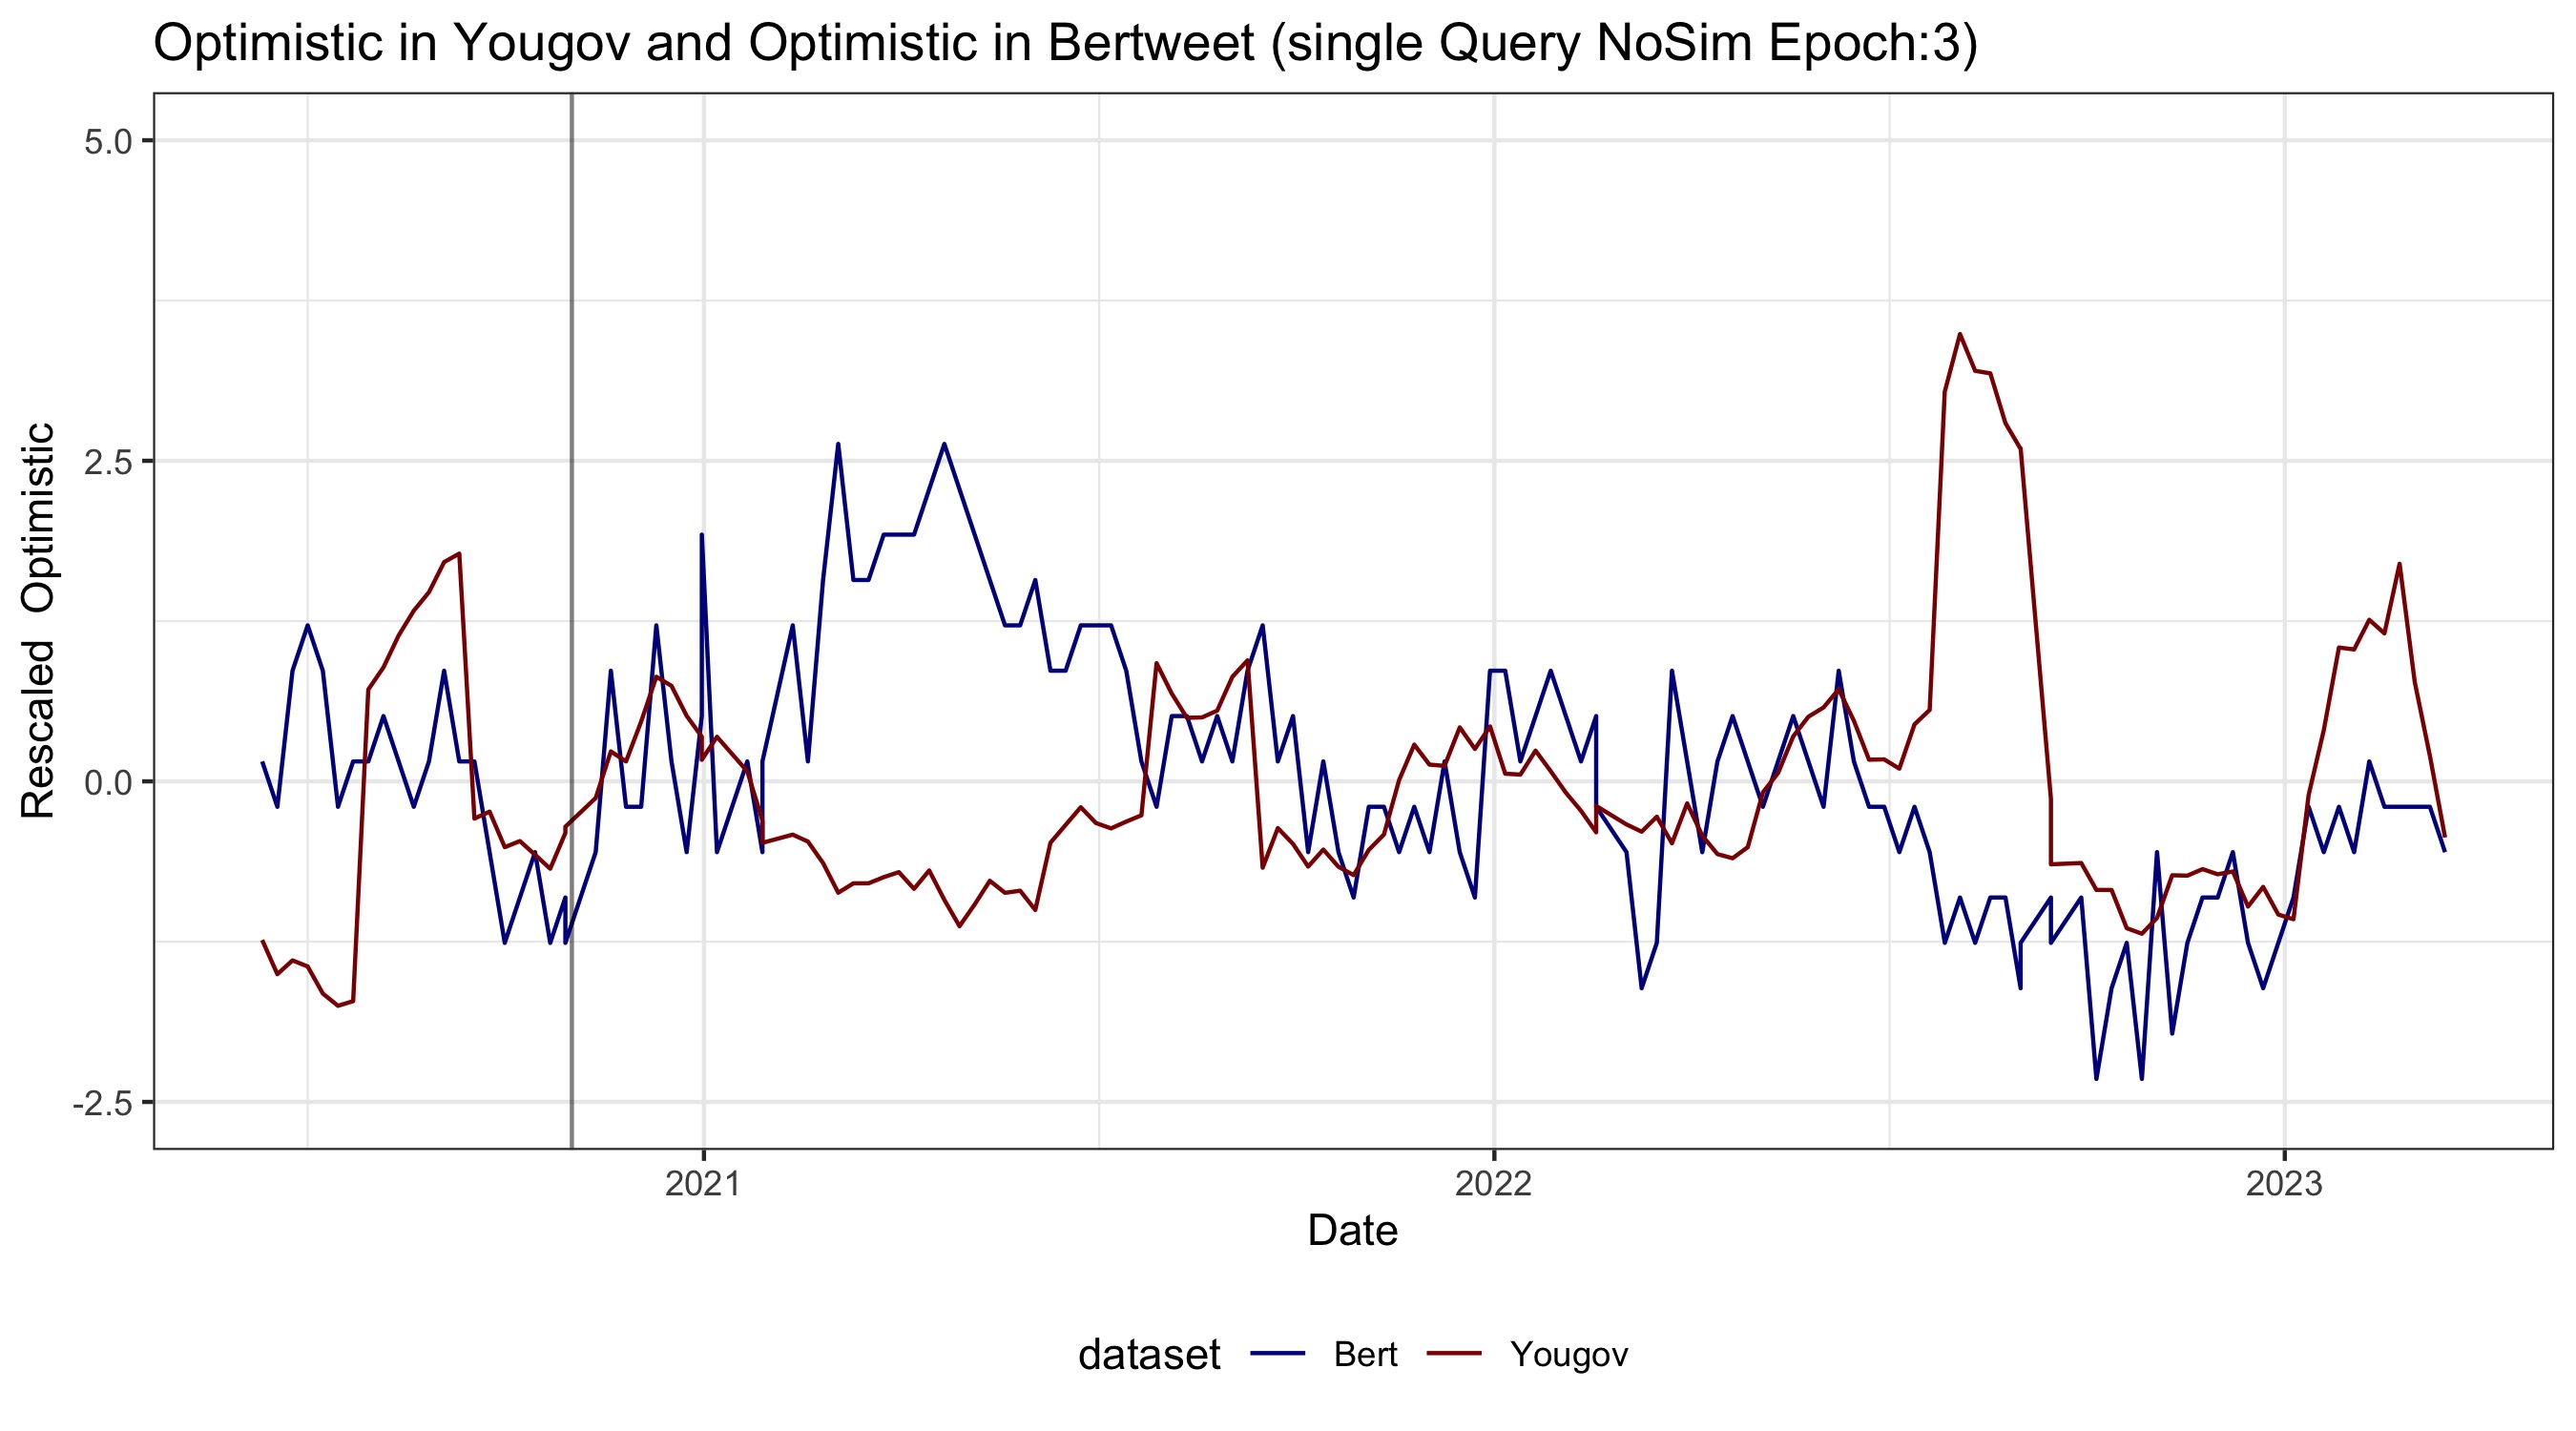 Optimistic in Yougov and Optimistic in Bertweet (single Query NoSim Epoch:3)
Rescaled Optimistic
5.0
2.5
0.0
-2.5
2021 2022 2023
Date
dataset Bert Yougov